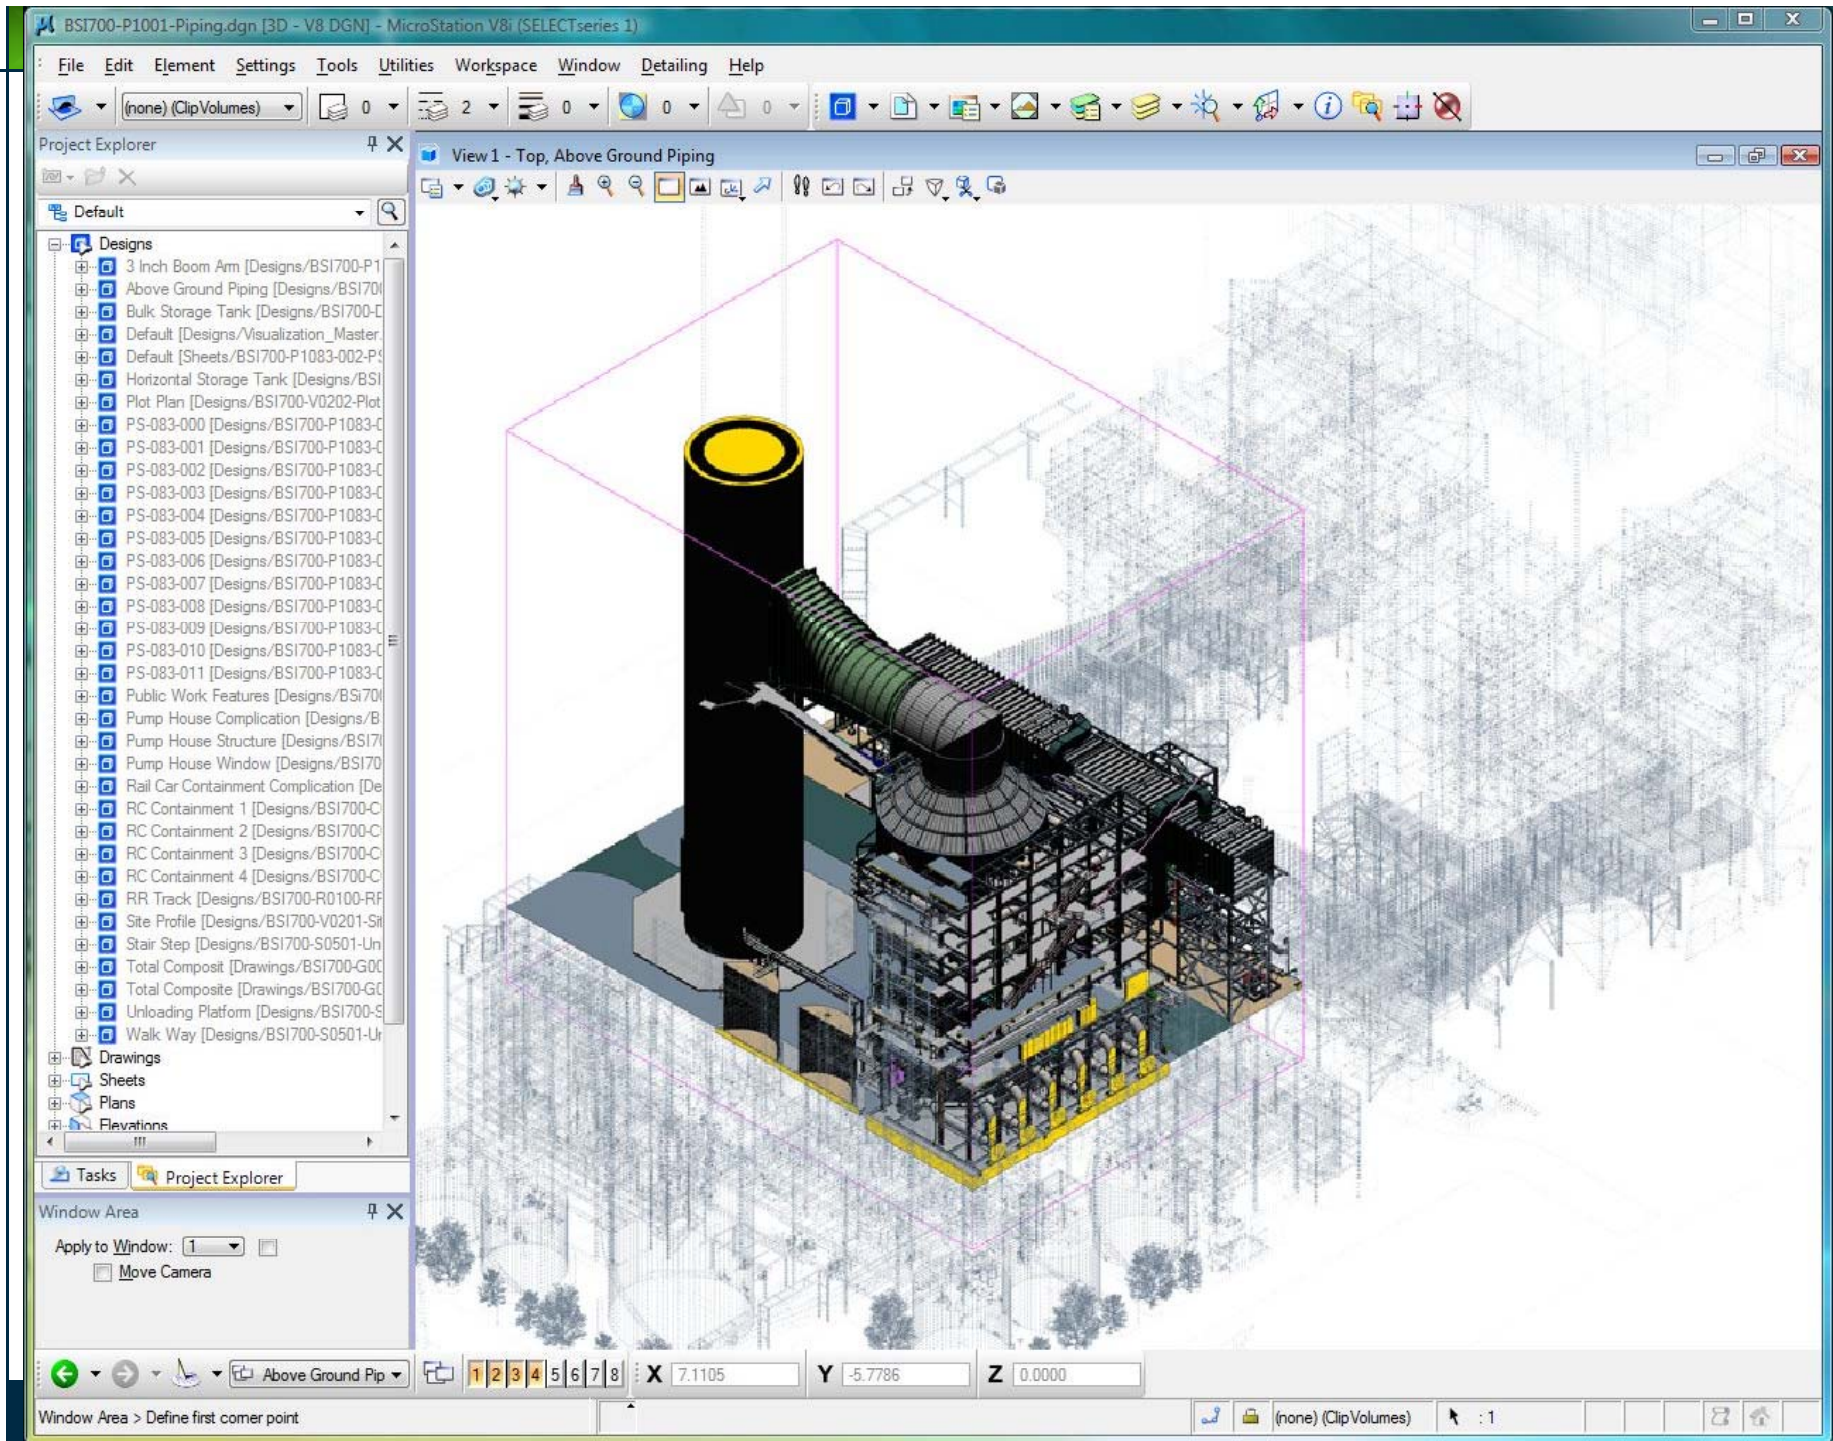 BSI700-P1001-Piping.dgn [3D - V8 DGN] - MicroStation V8i (SELECTseries 1)
File Edit Element Settings Tools Utilities Workspace Window Detailing Help
(none) (ClipVolumes) 0 2 0 0 0
Project Explorer
View 1 - Top, Above Ground Piping
Default
Designs
3 Inch Boom Arm [Designs/BSI700-P1
Above Ground Piping [Designs/BSI70
Bulk Storage Tank [Designs/BSI700-
Default [Designs/Visualization_Master.
Default [Sheets/BSI700-P1083-002-PS
Horizontal Storage Tank [Designs/BSI
Plot Plan [Designs/BSI700-V0202-Plot
PS-083-000 [Designs/BSI700-P1083-
PS-083-001 [Designs/BSI700-P1083-
PS-083-002 [Designs/BSI700-P1083-
PS-083-003 [Designs/BSI700-P1083-
PS-083-004 [Designs/BSI700-P1083-
PS-083-005 [Designs/BSI700-P1083-
PS-083-006 [Designs/BSI700-P1083-
PS-083-007 [Designs/BSI700-P1083-
PS-083-008 [Designs/BSI700-P1083-
PS-083-009 [Designs/BSI700-P1083-
PS-083-010 [Designs/BSI700-P1083-
PS-083-011 [Designs/BSI700-P1083-
Public Work Features [Designs/BSi70
Pump House Complication [Designs/B
Pump House Structure [Designs/BSI7
Pump House Window [Designs/BSI70
Rail Car Containment Complication [De
RC Containment 1 [Designs/BSI700-C
RC Containment 2 [Designs/BSI700-C
RC Containment 3 [Designs/BSI700-C
RC Containment 4 [Designs/BSI700-C
RR Track [Designs/BSI700-R0100-RF
Site Profile [Designs/BSI700-V0201-Sit
Stair Step [Designs/BSI700-S0501-Un
Total Composit [Drawings/BSI700-G0
Total Composite [Drawings/BSI700-G
Unloading Platform [Designs/BSI700-S
Walk Way [Designs/BSI700-S0501-Ur
Drawings
Sheets
Plans
Elevations
Tasks Project Explorer
Window Area
Apply to Window: 1
Move Camera
Above Ground Pip 1 2 3 4 5 6 7 8 X 7.1105 Y -5.7786 Z 0.0000
Window Area > Define first corner point (none) (ClipVolumes) : 1